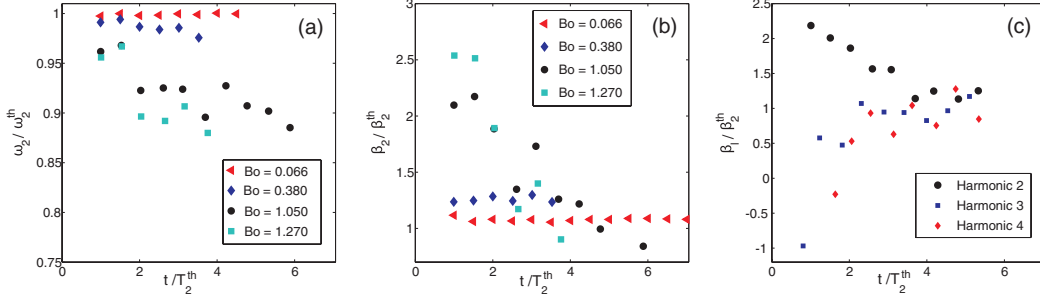 (a)
ω₂/ ω₂ᵗʰ
1
0.95
0.9
0.85
0.8
0.75
0 2 4 6
t /T₂ᵗʰ
Bo = 0.066
Bo = 0.380
Bo = 1.050
Bo = 1.270
(b)
β₂/ β₂ᵗʰ
3
2.5
2
1.5
1
0 2 4 6
t /T₂ᵗʰ
Bo = 0.066
Bo = 0.380
Bo = 1.050
Bo = 1.270
(c)
βₗ/ β₂ᵗʰ
2.5
2
1.5
1
0.5
0
-0.5
-1
0 2 4 6
t/T₂ᵗʰ
Harmonic 2
Harmonic 3
Harmonic 4